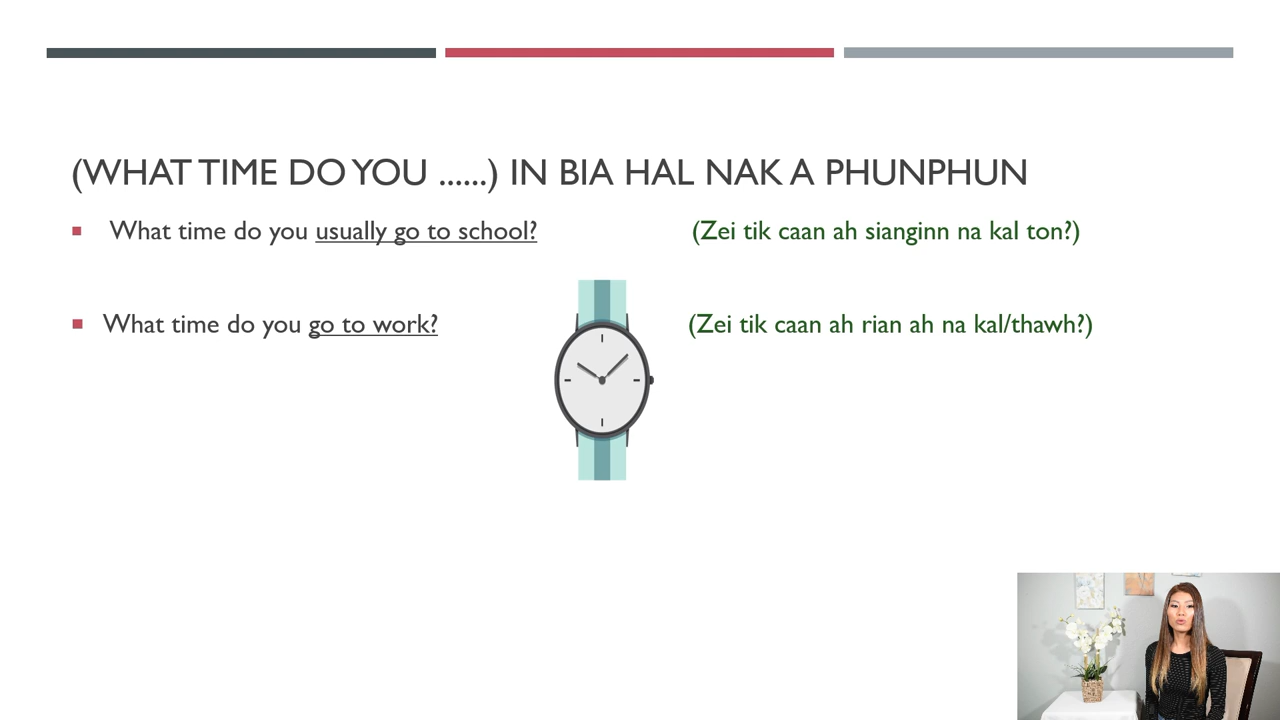 (WHAT TIME DO YOU ......) IN BIA HAL NAK A PHUNPHUN
What time do you usually go to school? (Zei tik caan ah sianginn na kal ton?)
What time do you go to work? (Zei tik caan ah rian ah na kal/thawh?)